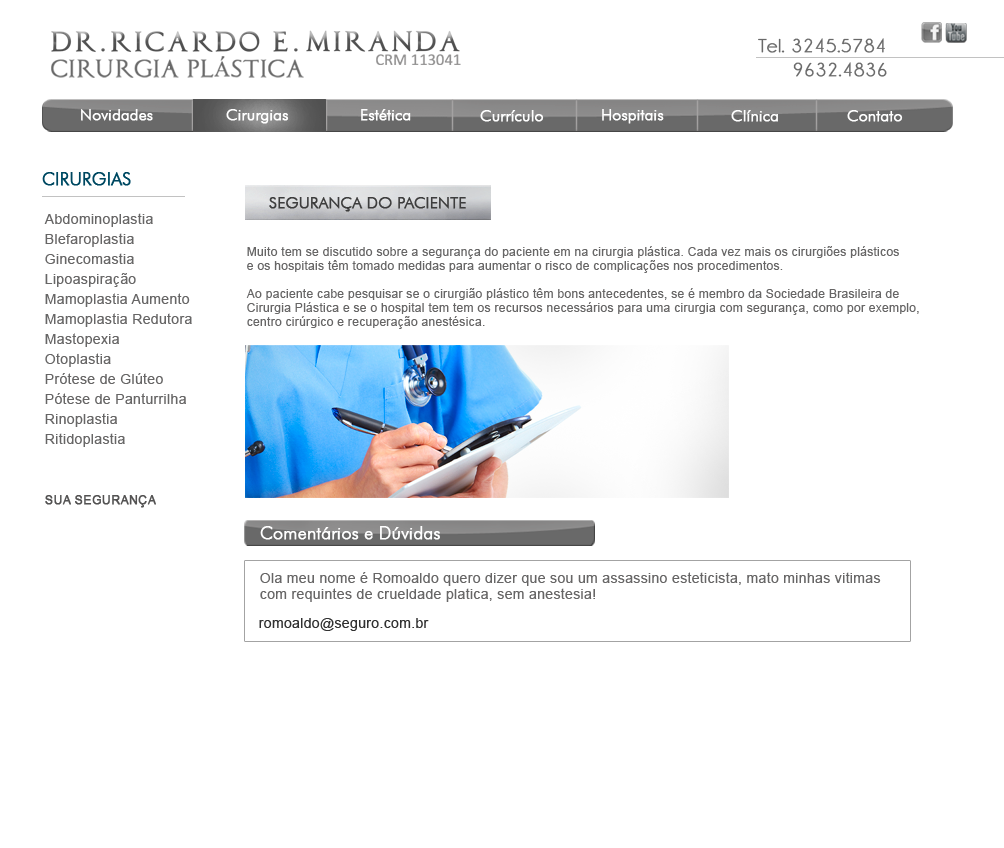 DR. RICARDO E. MIRANDA
CIRURGIA PLÁSTICA
CRM 113041
Tel. 3245.5784
9632.4836
f
You Tube
Novidades
Cirurgias
Estética
Currículo
Hospitais
Clínica
Contato
CIRURGIAS
Abdominoplastia
Blefaroplastia
Ginecomastia
Lipoaspiração
Mamoplastia Aumento
Mamoplastia Redutora
Mastopexia
Otoplastia
Prótese de Glúteo
Pótese de Panturrilha
Rinoplastia
Ritidoplastia
SUA SEGURANÇA
SEGURANÇA DO PACIENTE
Muito tem se discutido sobre a segurança do paciente em na cirurgia plástica. Cada vez mais os cirurgiões plásticos
e os hospitais têm tomado medidas para aumentar o risco de complicações nos procedimentos.
Ao paciente cabe pesquisar se o cirurgião plástico têm bons antecedentes, se é membro da Sociedade Brasileira de
Cirurgia Plástica e se o hospital tem tem os recursos necessários para uma cirurgia com segurança, como por exemplo,
centro cirúrgico e recuperação anestésica.
Comentários e Dúvidas
Ola meu nome é Romoaldo quero dizer que sou um assassino esteticista, mato minhas vitimas
com requintes de crueldade platica, sem anestesia!
romoaldo@seguro.com.br